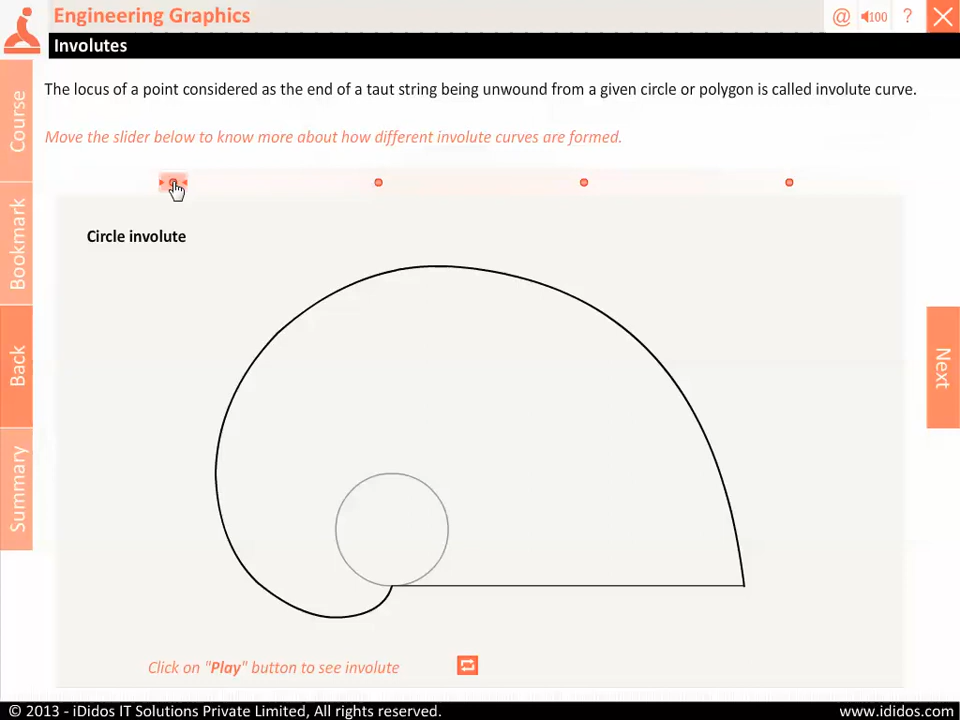 Engineering Graphics
@ 100 ?
Involutes
The locus of a point considered as the end of a taut string being unwound from a given circle or polygon is called involute curve.
Move the slider below to know more about how different involute curves are formed.
Course
Bookmark
Back
Summary
Next
Circle involute
Click on "Play" button to see involute
© 2013 - iDidos IT Solutions Private Limited, All rights reserved.
www.ididos.com